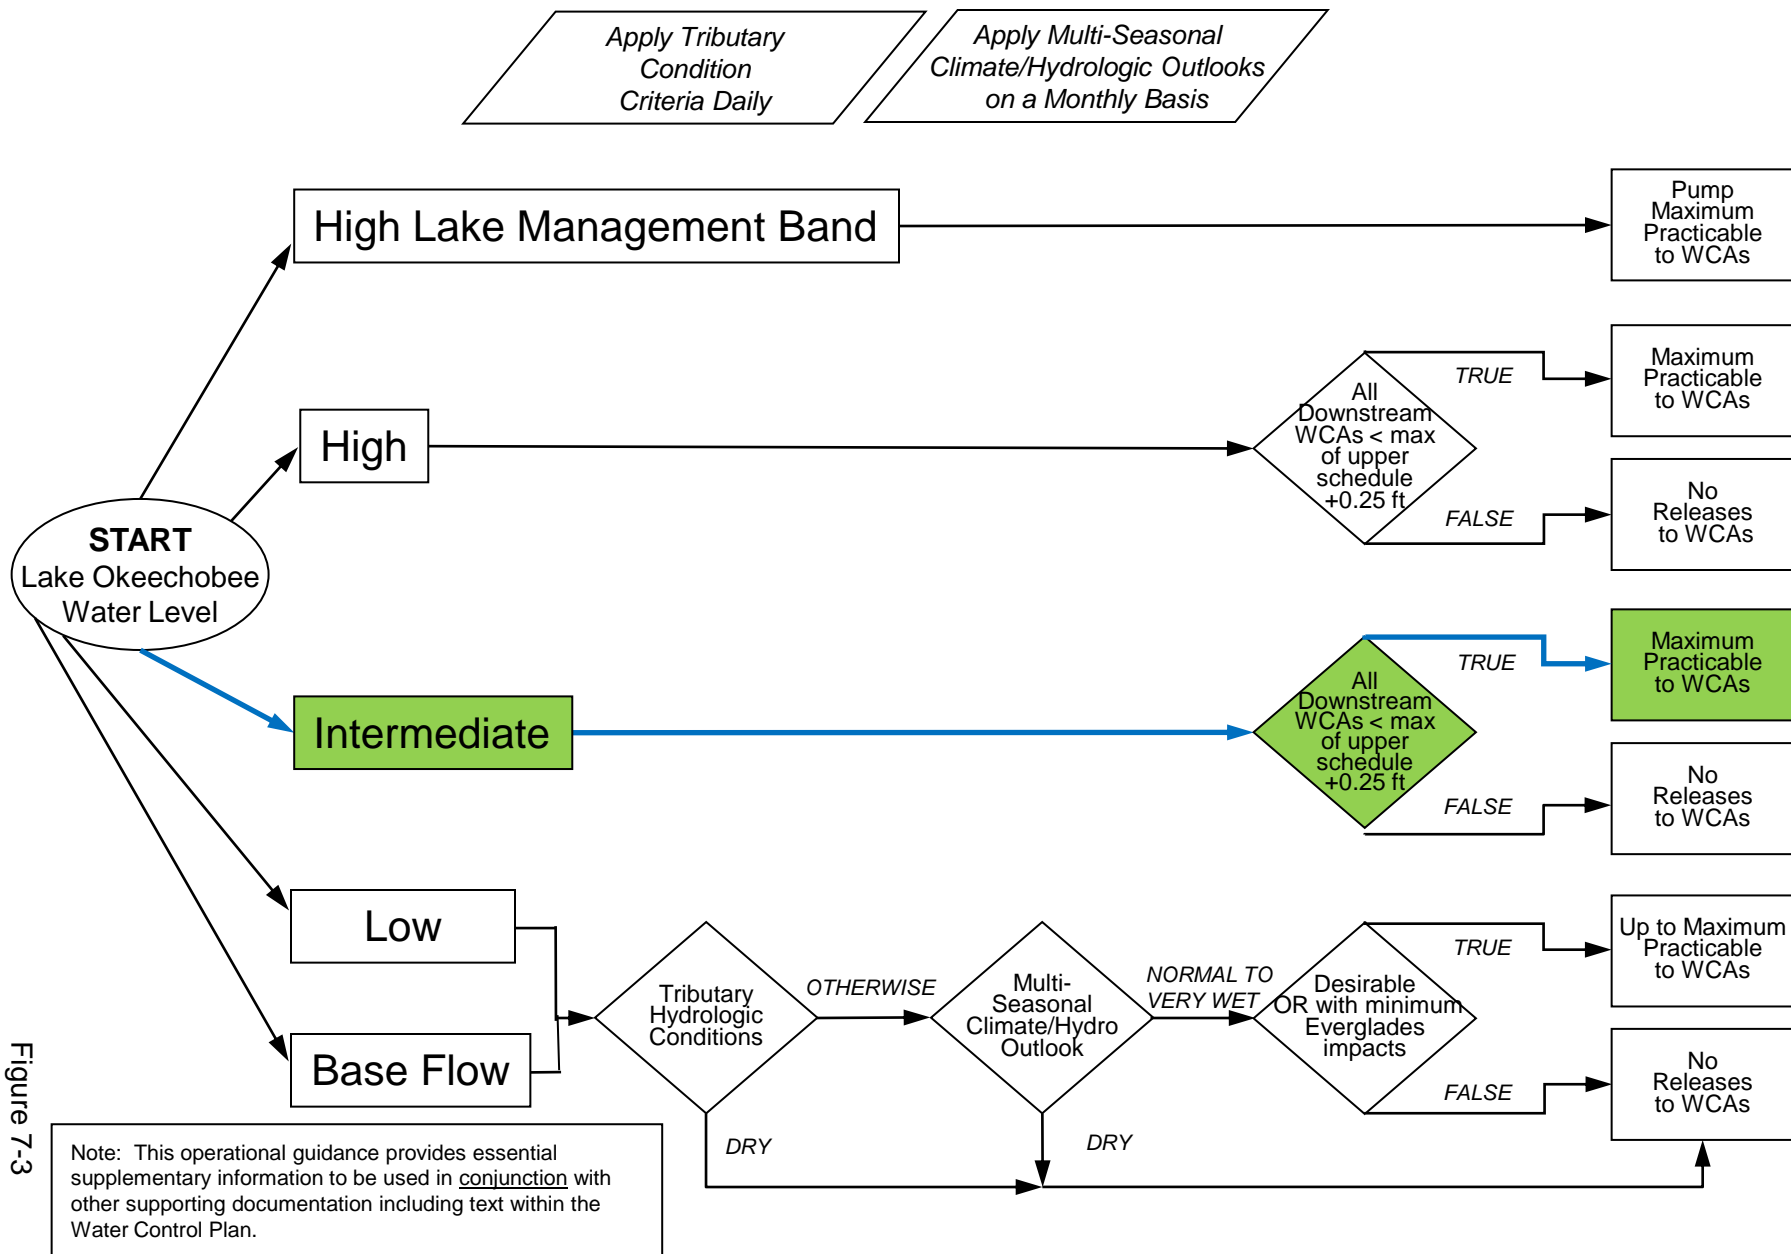 Apply Tributary
Condition
Criteria Daily
Apply Multi-Seasonal
Climate/Hydrologic Outlooks
on a Monthly Basis
High Lake Management Band
Pump
Maximum
Practicable
to WCAs
High
All
Downstream
WCAs < max
of upper
schedule
+0.25 ft
TRUE
Maximum
Practicable
to WCAs
FALSE
No
Releases
to WCAs
START
Lake Okeechobee
Water Level
Intermediate
All
Downstream
WCAs < max
of upper
schedule
+0.25 ft
TRUE
Maximum
Practicable
to WCAs
FALSE
No
Releases
to WCAs
Low
Base Flow
Tributary
Hydrologic
Conditions
OTHERWISE
DRY
Multi-
Seasonal
Climate/Hydro
Outlook
NORMAL TO
VERY WET
DRY
Desirable
OR with minimum
Everglades
impacts
TRUE
Up to Maximum
Practicable
to WCAs
FALSE
No
Releases
to WCAs
Figure 7-3
Note: This operational guidance provides essential
supplementary information to be used in conjunction with
other supporting documentation including text within the
Water Control Plan.